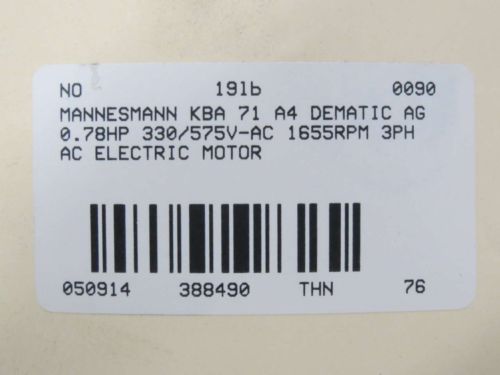 NO 19lb 0090
MANNESMANN KBA 71 A4 DEMATIC AG
0.78HP 330/575V-AC 1655RPM 3PH
AC ELECTRIC MOTOR
050914 388490 THN 76